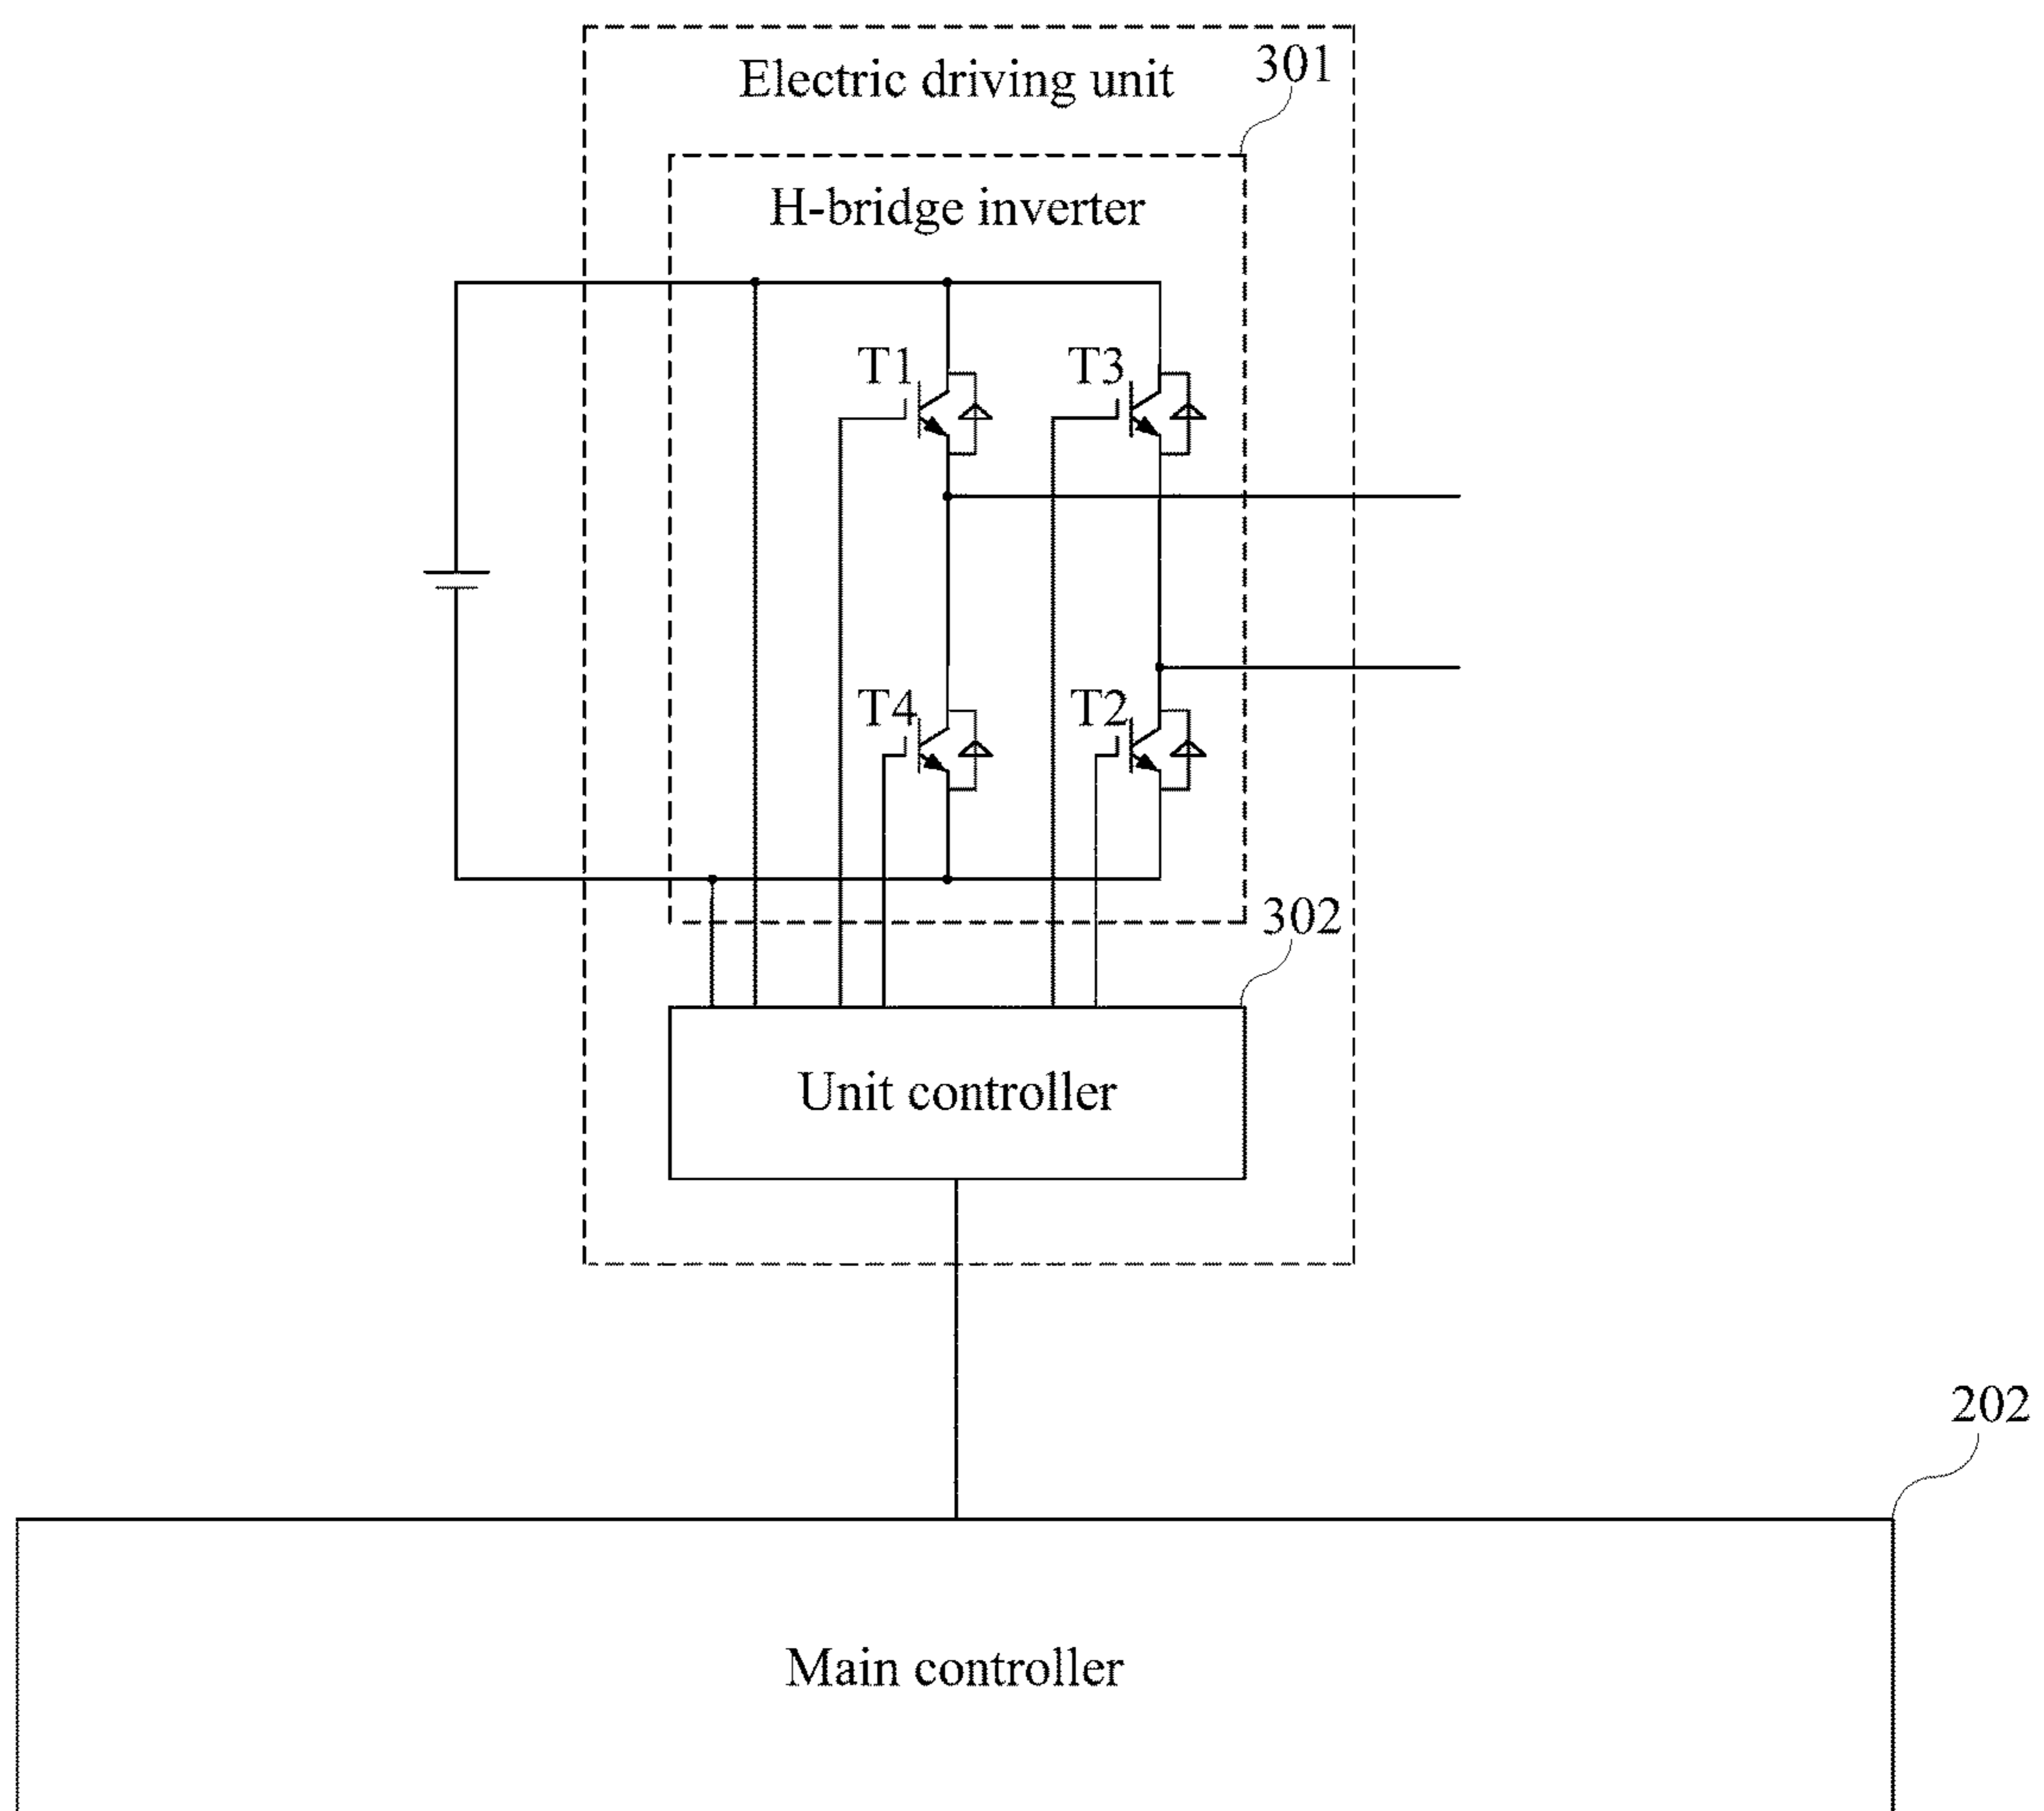 Electric driving unit
301
H-bridge inverter
T1
T3
T4
T2
302
Unit controller
202
Main controller